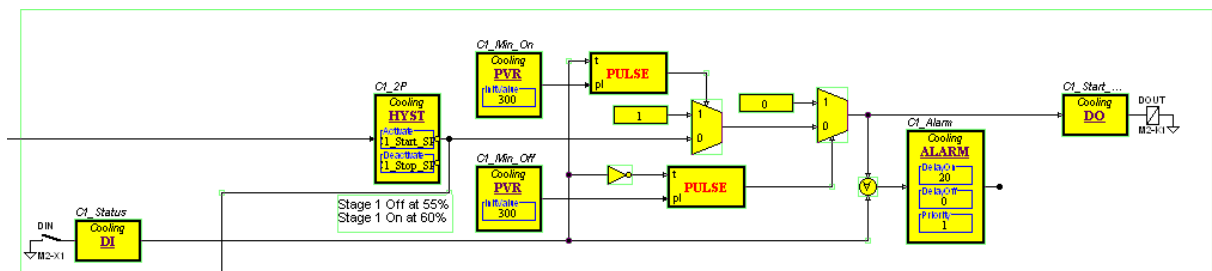 C1_Min_On
Cooling
PVR
InitValue
300
t
pl
PULSE
C1_2P
Cooling
HYST
Activate
:1_Start_SP
Deactivate
:1_Stop_SP
1
1
0
0
1
0
C1_Start_...
Cooling
DO
DOUT
M2-K1
C1_Alarm
Cooling
ALARM
DelayOn
20
DelayOff
0
Priority
1
C1_Min_Off
Cooling
PVR
InitValue
300
t
pl
PULSE
Stage 1 Off at 55%
Stage 1 On at 60%
C1_Status
Cooling
DI
DIN
M2-X1